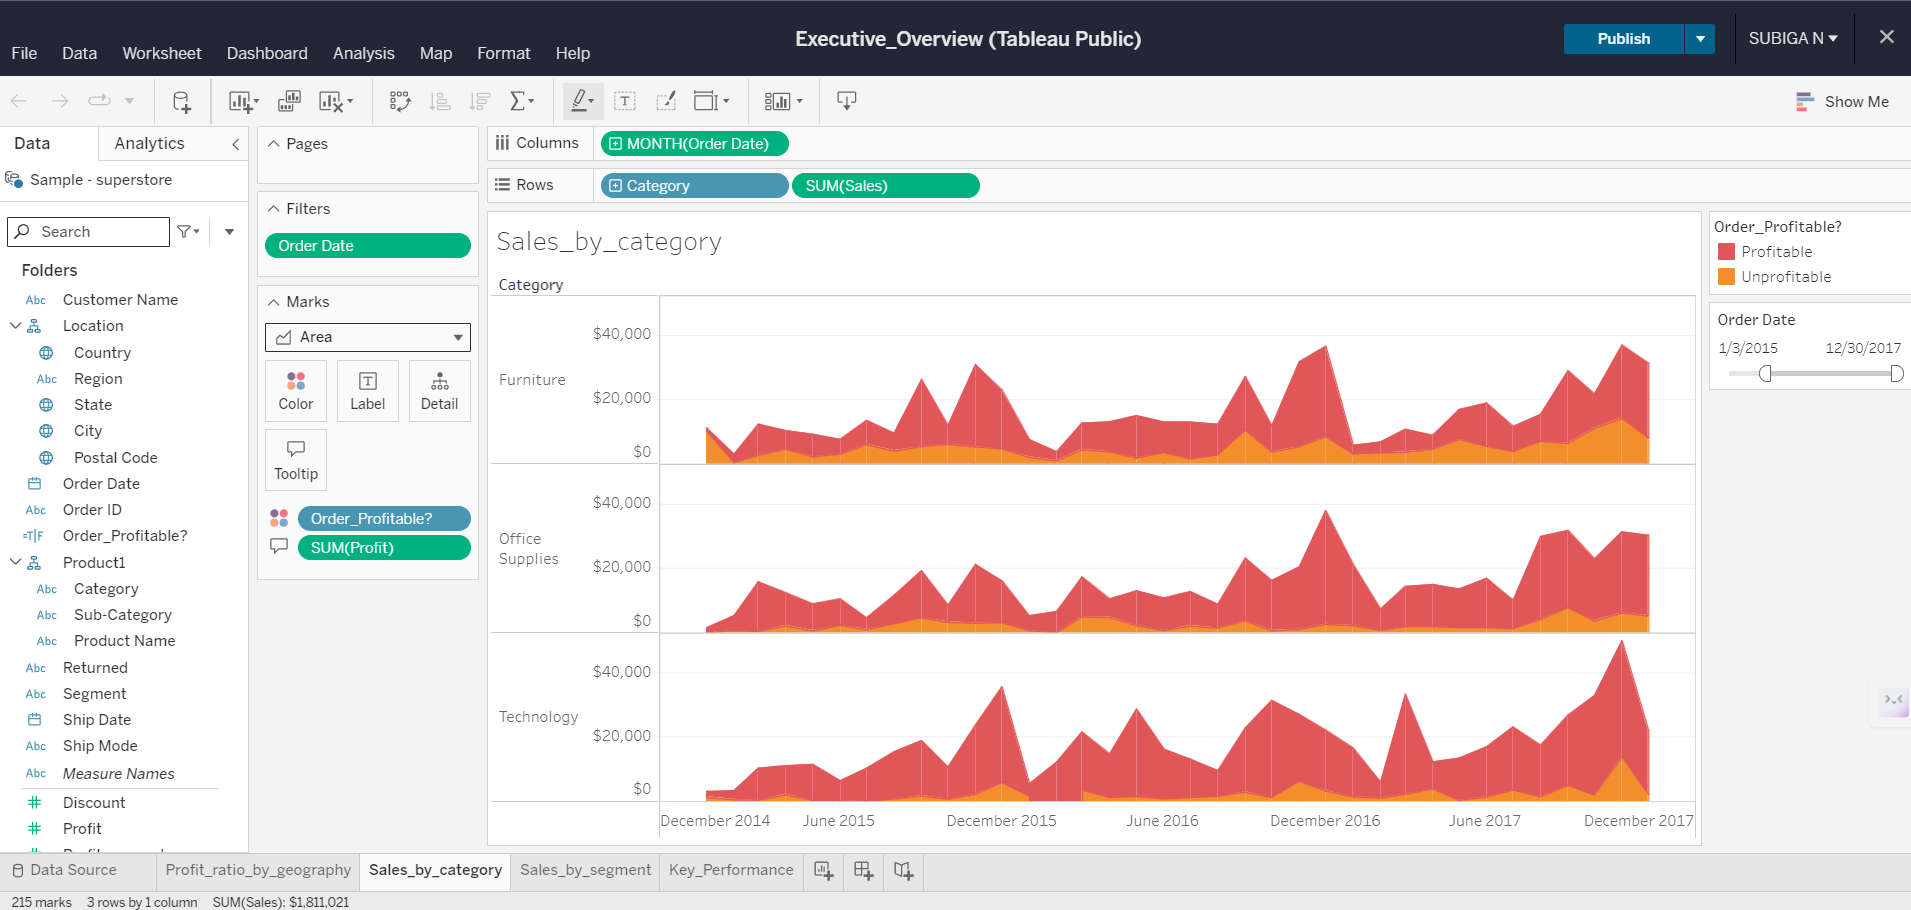 Executive_Overview (Tableau Public)
Publish
SUBIGA N
File Data Worksheet Dashboard Analysis Map Format Help
Show Me
Data Analytics
Sample - superstore
Search
Folders
Abc Customer Name
Location
Country
Abc Region
State
City
Postal Code
Order Date
Abc Order ID
=T|F Order_Profitable?
Product1
Abc Category
Abc Sub-Category
Abc Product Name
Abc Returned
Abc Segment
Ship Date
Abc Ship Mode
Abc Measure Names
Discount
Profit
Pages
Filters
Order Date
Marks
Area
Color Label Detail
Tooltip
Order_Profitable?
SUM(Profit)
Columns MONTH(Order Date)
Rows Category SUM(Sales)
Sales_by_category
Category
Furniture
$40,000
$20,000
$0
Office
Supplies
$40,000
$20,000
$0
Technology
$40,000
$20,000
$0
December 2014 June 2015 December 2015 June 2016 December 2016 June 2017 December 2017
Order_Profitable?
Profitable
Unprofitable
Order Date
1/3/2015 12/30/2017
Data Source Profit_ratio_by_geography Sales_by_category Sales_by_segment Key_Performance
215 marks 3 rows by 1 column SUM(Sales): $1,811,021